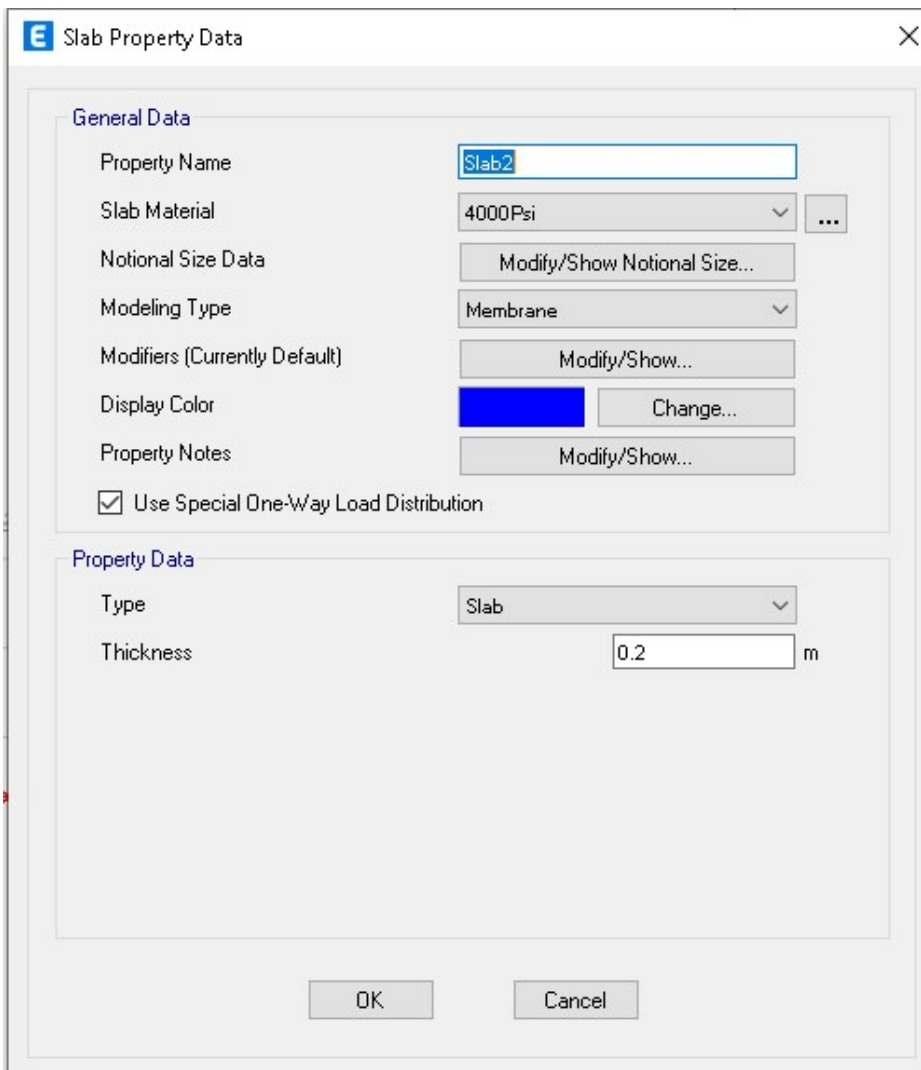 E Slab Property Data
General Data
Property Name Slab2
Slab Material 4000Psi ...
Notional Size Data Modify/Show Notional Size...
Modeling Type Membrane
Modifiers (Currently Default) Modify/Show...
Display Color Change...
Property Notes Modify/Show...
Use Special One-Way Load Distribution
Property Data
Type Slab
Thickness 0.2 m
OK Cancel